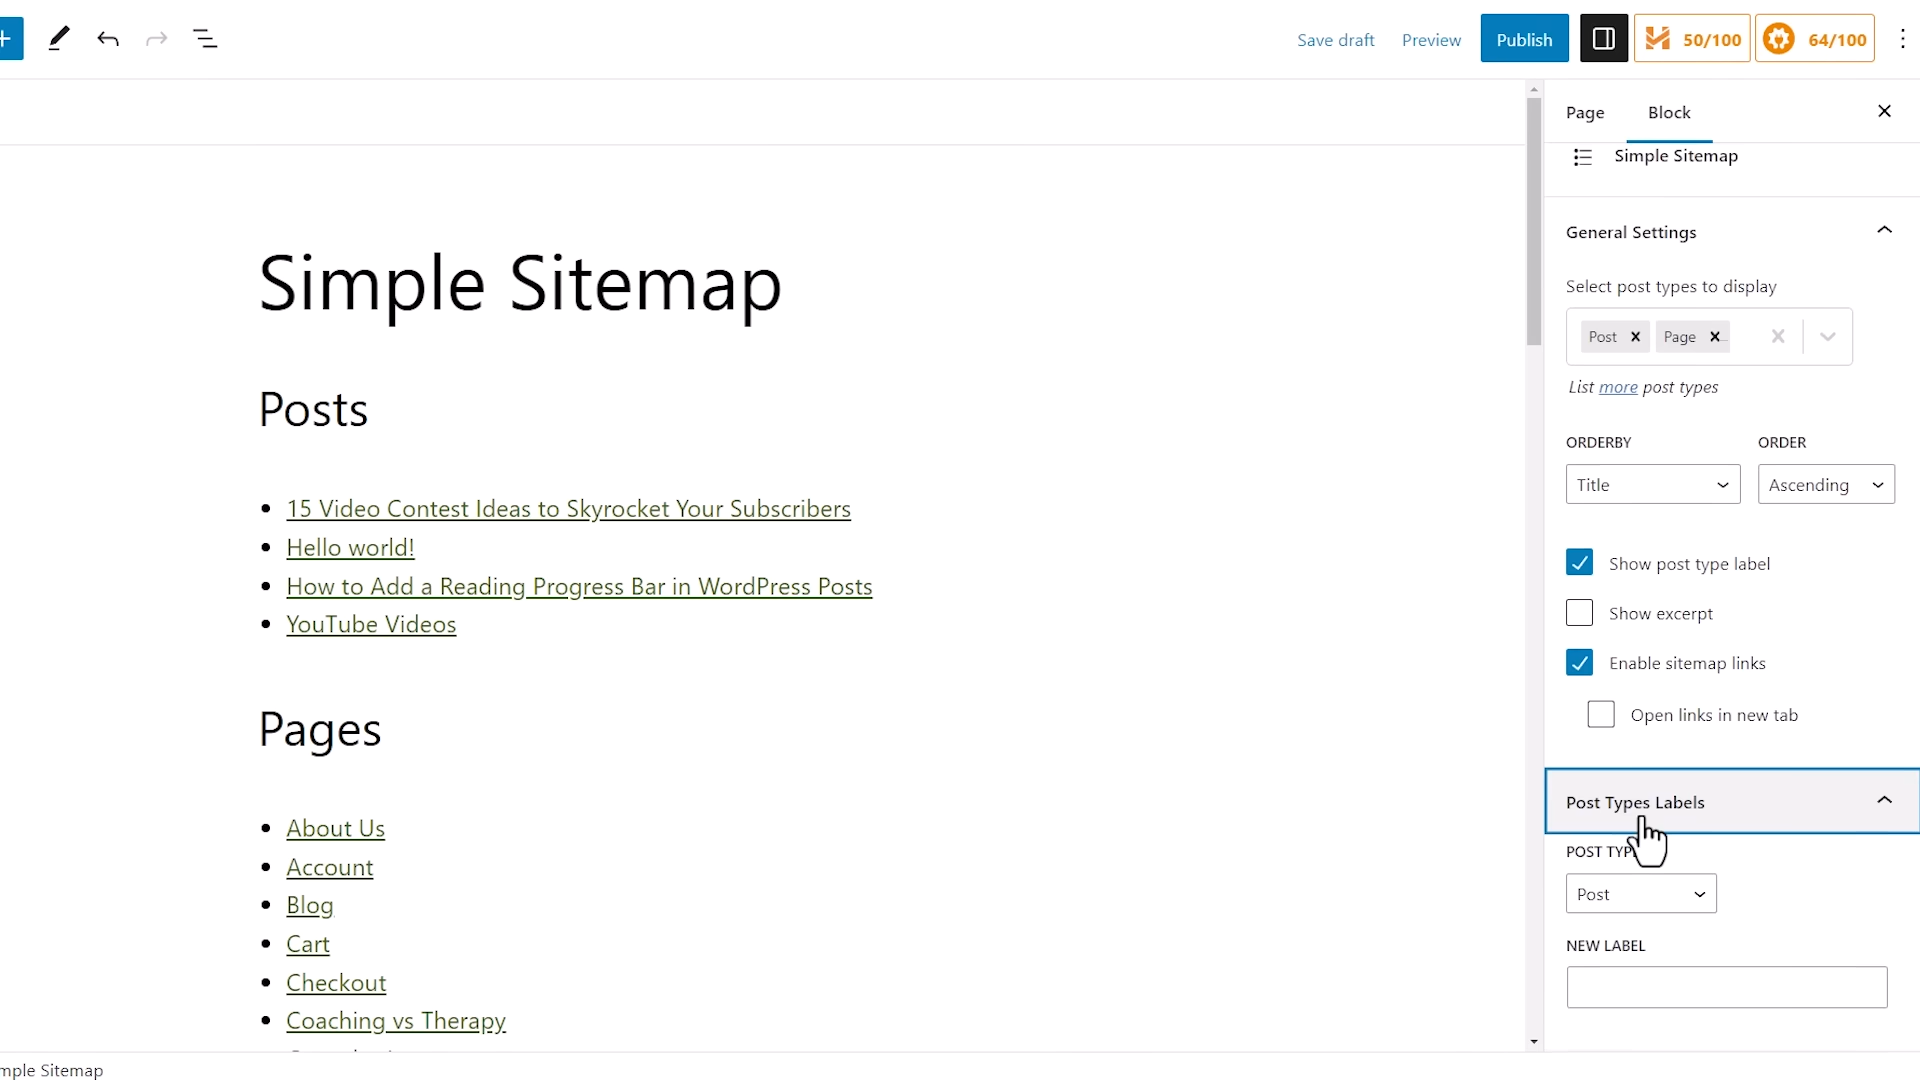 Save draft
Preview
Publish
50/100
64/100
Page
Block
Simple Sitemap
General Settings
Select post types to display
Post
Page
List more post types
ORDERBY
ORDER
Title
Ascending
Show post type label
Show excerpt
Enable sitemap links
Open links in new tab
Post Types Labels
POST TYP
Post
NEW LABEL
Simple Sitemap
Posts
15 Video Contest Ideas to Skyrocket Your Subscribers
Hello world!
How to Add a Reading Progress Bar in WordPress Posts
YouTube Videos
Pages
About Us
Account
Blog
Cart
Checkout
Coaching vs Therapy
mple Sitemap